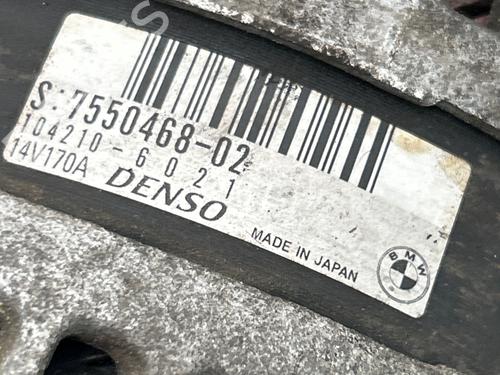 S:7550468-02
104210-6021
14V170A DENSO
MADE IN JAPAN
BMW